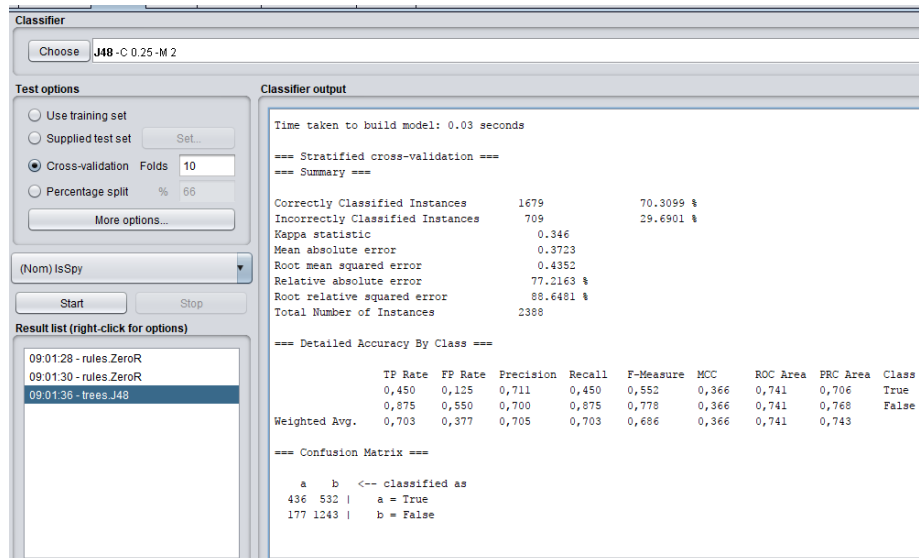 Classifier
Choose J48 -C 0.25 -M 2
Test options
Use training set
Supplied test set Set...
Cross-validation Folds 10
Percentage split % 66
More options...
(Nom) IsSpy
Start Stop
Result list (right-click for options)
09:01:28 - rules.ZeroR
09:01:30 - rules.ZeroR
09:01:36 - trees.J48
Classifier output
Time taken to build model: 0.03 seconds
=== Stratified cross-validation ===
=== Summary ===
Correctly Classified Instances 1679 70.3099 %
Incorrectly Classified Instances 709 29.6901 %
Kappa statistic 0.346
Mean absolute error 0.3723
Root mean squared error 0.4352
Relative absolute error 77.2163 %
Root relative squared error 88.6481 %
Total Number of Instances 2388
=== Detailed Accuracy By Class ===
TP Rate FP Rate Precision Recall F-Measure MCC ROC Area PRC Area Class
0,450 0,125 0,711 0,450 0,552 0,366 0,741 0,706 True
0,875 0,550 0,700 0,875 0,778 0,366 0,741 0,768 False
Weighted Avg. 0,703 0,377 0,705 0,703 0,686 0,366 0,741 0,743
=== Confusion Matrix ===
a b <-- classified as
436 532 | a = True
177 1243 | b = False